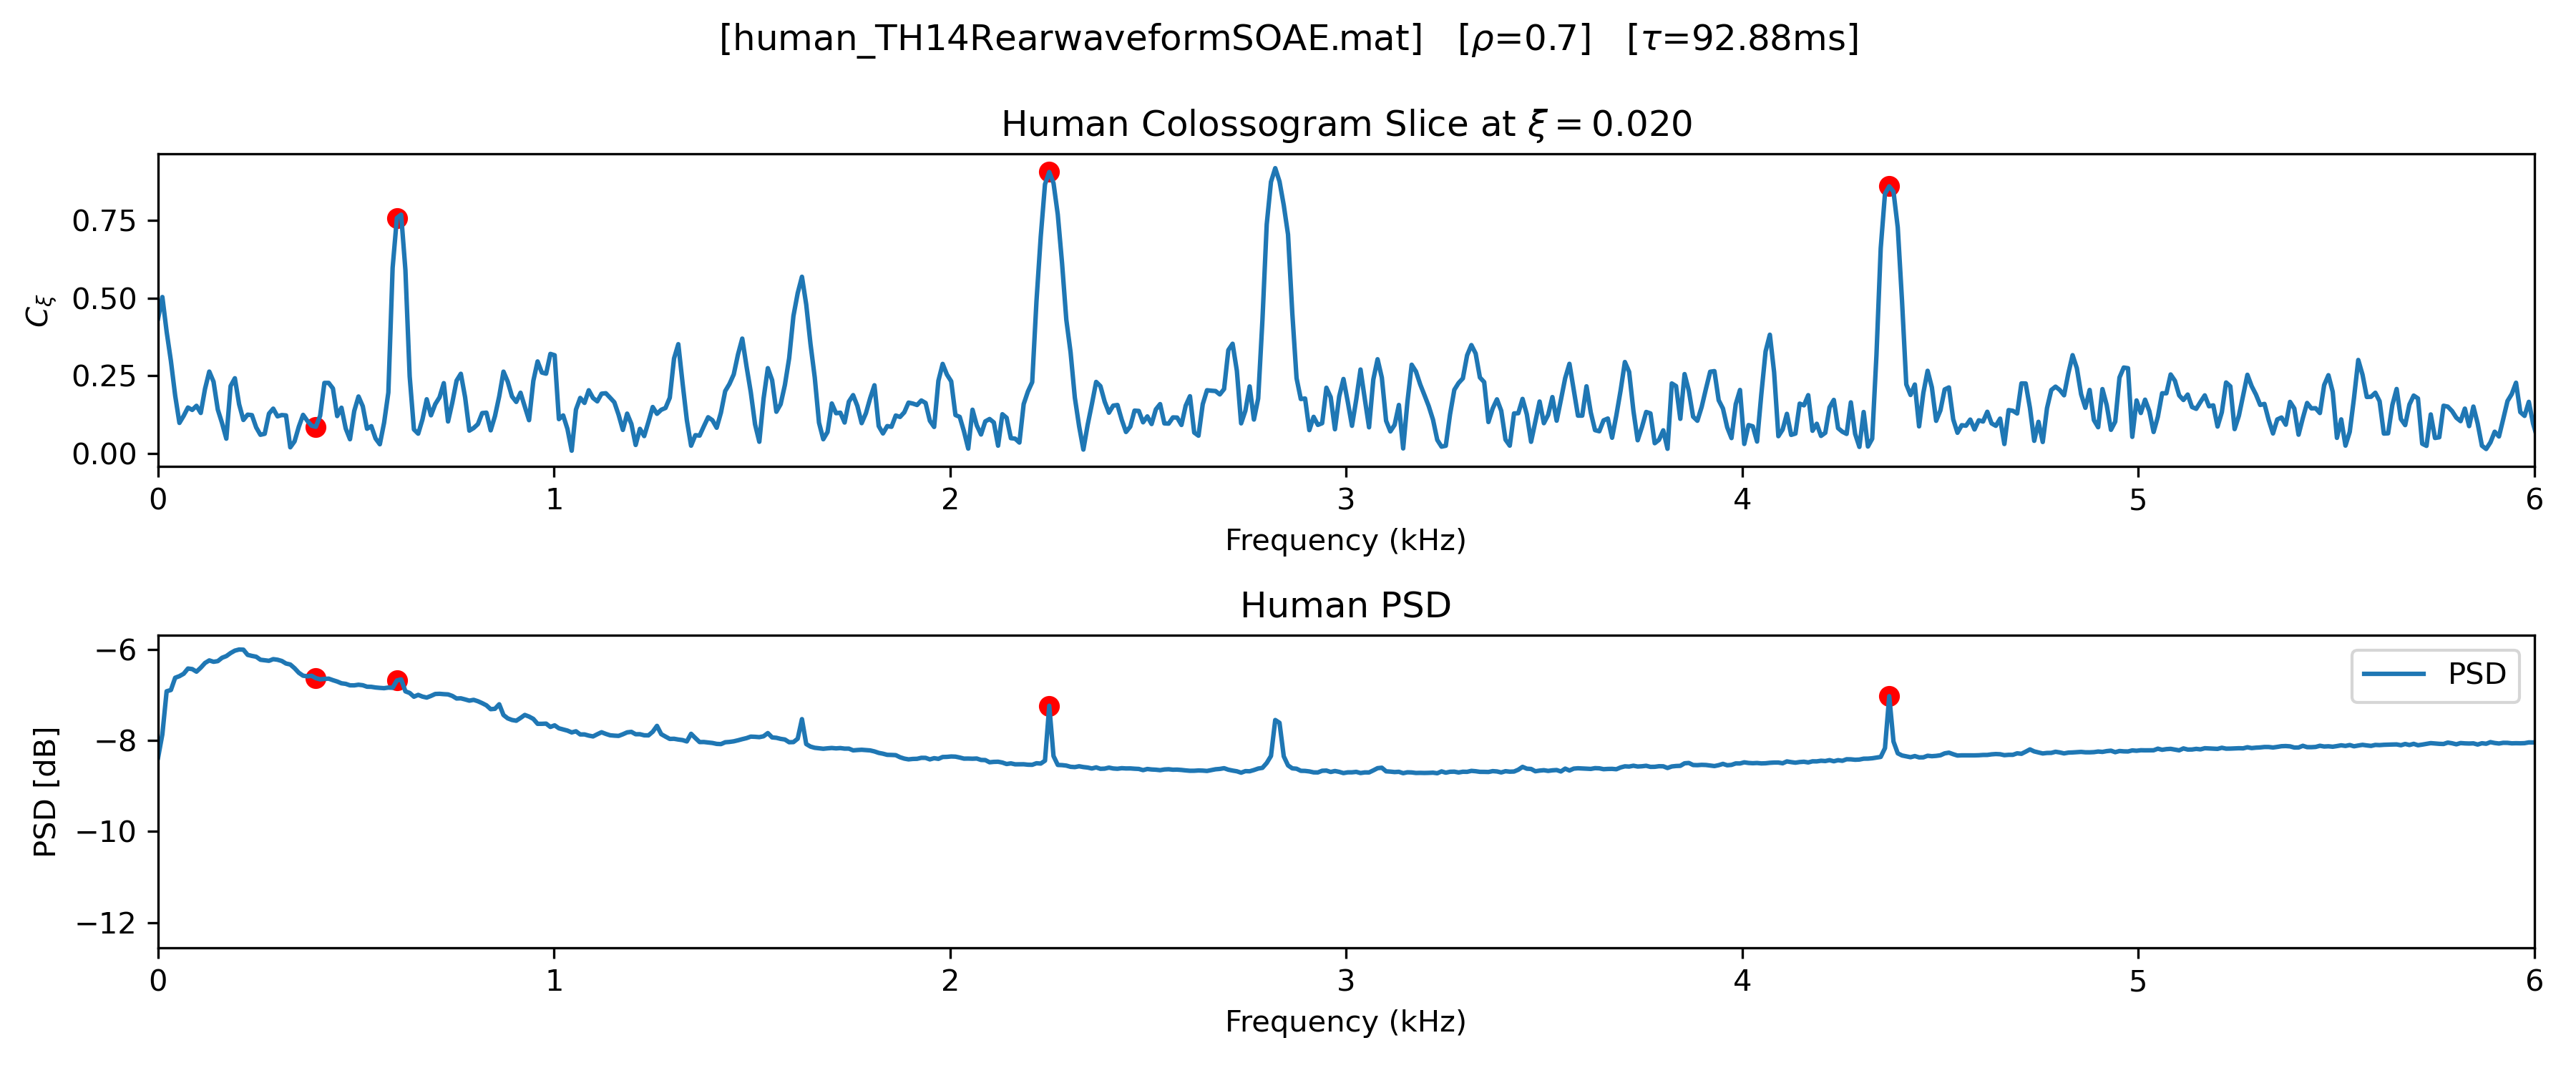 [human_TH14RearwaveformSOAE.mat] [ρ=0.7] [τ=92.88ms]
Human Colossogram Slice at ξ = 0.020
0.75
0.50
0.25
0.00
Cξ
0 1 2 3 4 5 6
Frequency (kHz)
Human PSD
−6
−8
−10
−12
PSD [dB]
PSD
0 1 2 3 4 5 6
Frequency (kHz)